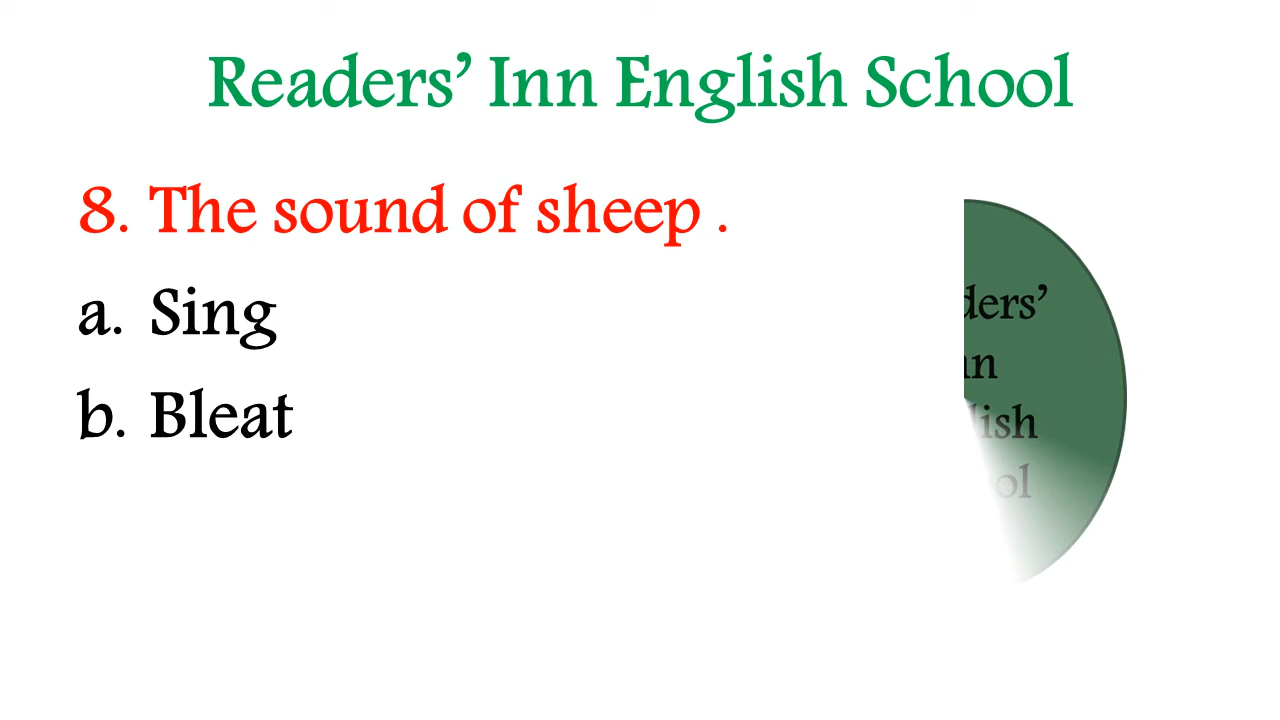 Readers’ Inn English School
8. The sound of sheep .
a. Sing
b. Bleat